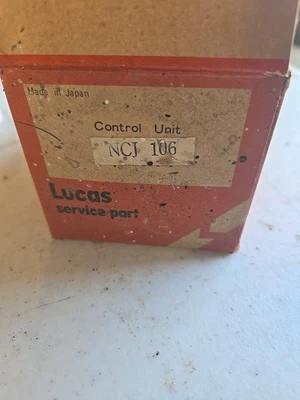 Made in Japan
Control Unit
NCJ 106
Lucas
service part